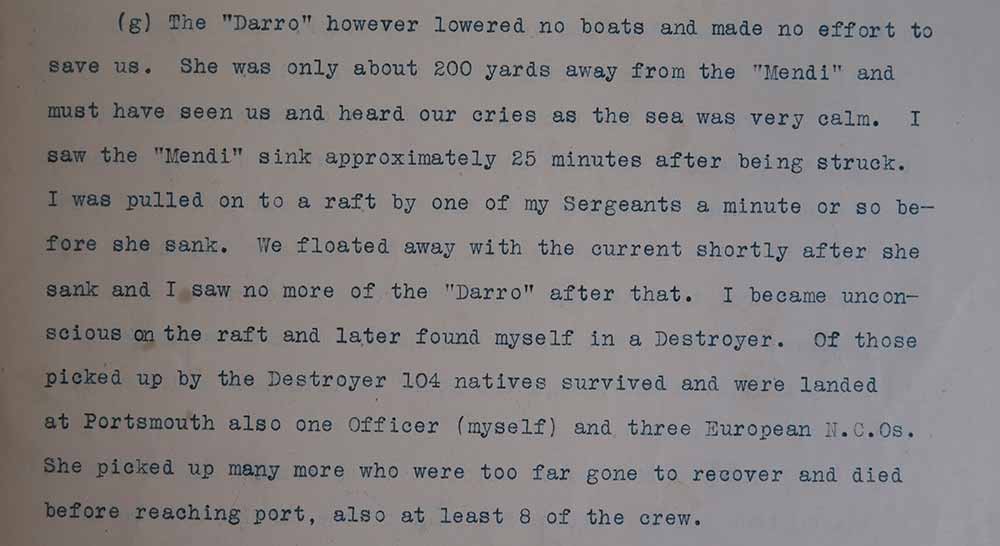 (g) The "Darro" however lowered no boats and made no effort to
save us. She was only about 200 yards away from the "Mendi" and
must have seen us and heard our cries as the sea was very calm. I
saw the "Mendi" sink approximately 25 minutes after being struck.
I was pulled on to a raft by one of my Sergeants a minute or so be-
fore she sank. We floated away with the current shortly after she
sank and I saw no more of the "Darro" after that. I became uncon-
scious on the raft and later found myself in a Destroyer. Of those
picked up by the Destroyer 104 natives survived and were landed
at Portsmouth also one Officer (myself) and three European N.C.Os.
She picked up many more who were too far gone to recover and died
before reaching port, also at least 8 of the crew.